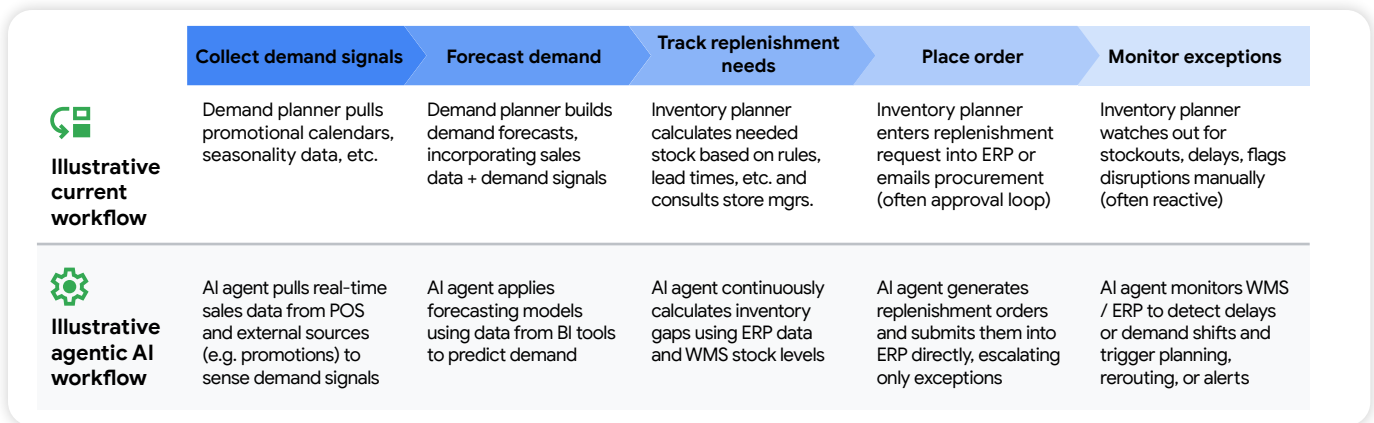 Collect demand signals
Forecast demand
Track replenishment
needs
Place order
Monitor exceptions
Illustrative
current
workflow
Demand planner pulls
promotional calendars,
seasonality data, etc.
Demand planner builds
demand forecasts,
incorporating sales
data + demand signals
Inventory planner
calculates needed
stock based on rules,
lead times, etc. and
consults store mgrs.
Inventory planner
enters replenishment
request into ERP or
emails procurement
(often approval loop)
Inventory planner
watches out for
stockouts, delays, flags
disruptions manually
(often reactive)
Illustrative
agentic AI
workflow
AI agent pulls real-time
sales data from POS
and external sources
(e.g. promotions) to
sense demand signals
AI agent applies
forecasting models
using data from BI tools
to predict demand
AI agent continuously
calculates inventory
gaps using ERP data
and WMS stock levels
AI agent generates
replenishment orders
and submits them into
ERP directly, escalating
only exceptions
AI agent monitors WMS
/ ERP to detect delays
or demand shifts and
trigger planning,
rerouting, or alerts